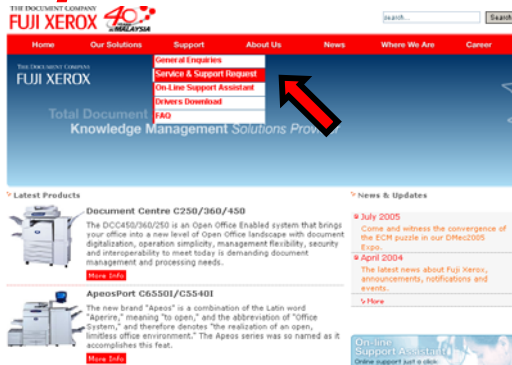 THE DOCUMENT COMPANY
FUJI XEROX 40
MALAYSIA
search...
Search
Home Our Solutions Support About Us News Where We Are Career
General Enquiries
Service & Support Request
On-Line Support Assistant
Drivers Download
FAQ
THE DOCUMENT COMPANY
FUJI XEROX
Total Document
Knowledge Management Solutions Provider
Latest Products
Document Centre C250/360/450
The DCC450/360/250 is an Open Office Enabled system that brings
your office into a new level of Open Office landscape with document
digitalization, operation simplicity, management flexibility, security
and interoperability to meet today is demanding document
management and processing needs.
More Info
ApeosPort C6550I/C5540I
The new brand "Apeos" is a combination of the Latin word
"Aperire," meaning "to open," and the abbreviation of "Office
System," and therefore denotes "the realization of an open,
limitless office environment." The Apeos series was so named as it
accomplishes this feat.
More Info
News & Updates
July 2005
Come and witness the convergence of
the ECM puzzle in our DMec2005
Expo.
April 2004
The latest news about Fuji Xerox,
announcements, notifications and
events.
More
On-line
Support Assistant
Online support just a click